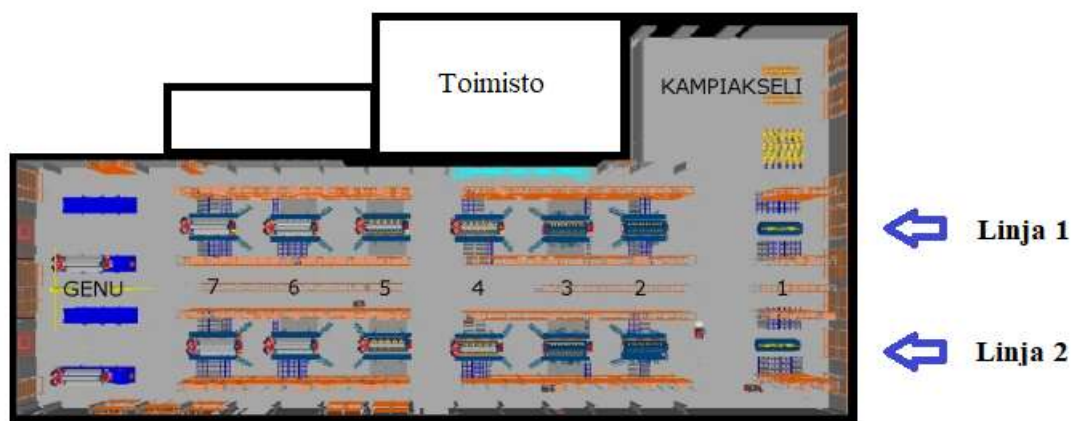 Toimisto
KAMPIAKSELI
Linja 1
GENU 7 6 5 4 3 2 1
Linja 2